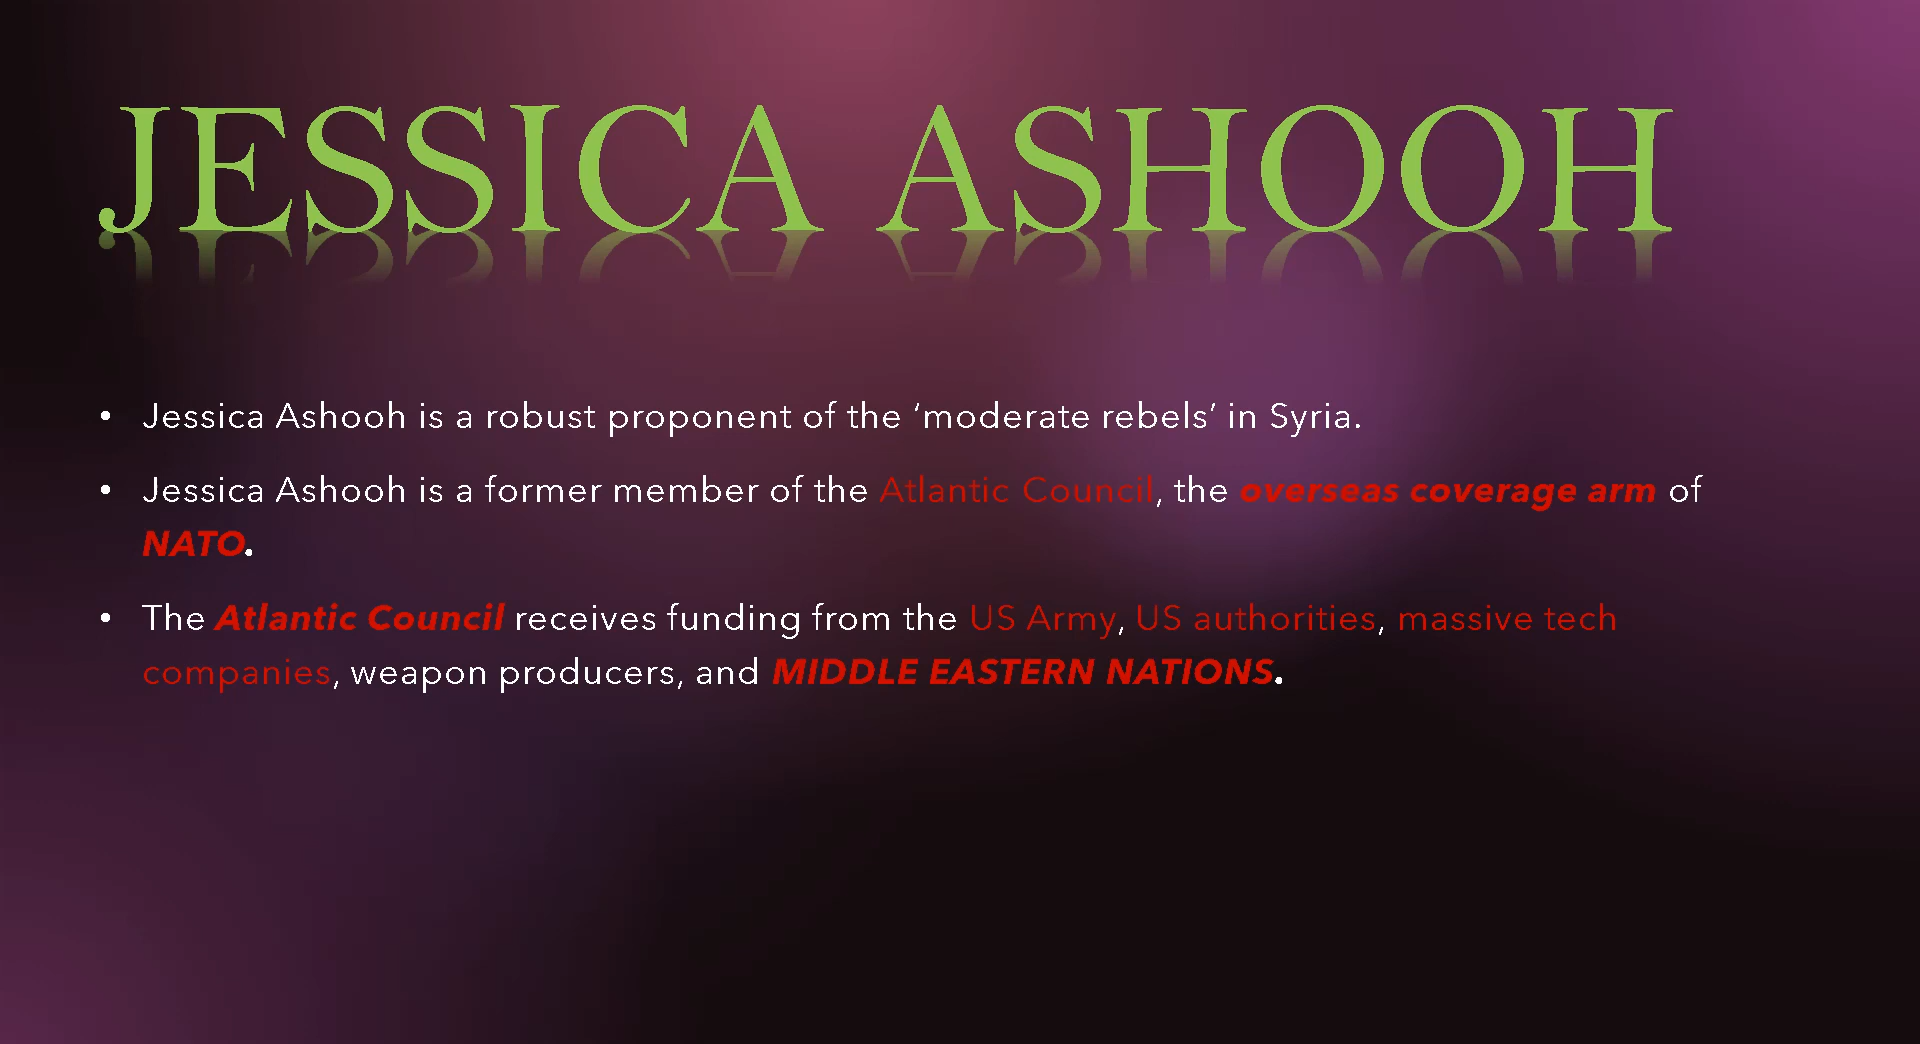 JESSICA ASHOOH
• Jessica Ashooh is a robust proponent of the ‘moderate rebels’ in Syria.
• Jessica Ashooh is a former member of the Atlantic Council, the overseas coverage arm of
NATO.
• The Atlantic Council receives funding from the US Army, US authorities, massive tech
companies, weapon producers, and MIDDLE EASTERN NATIONS.